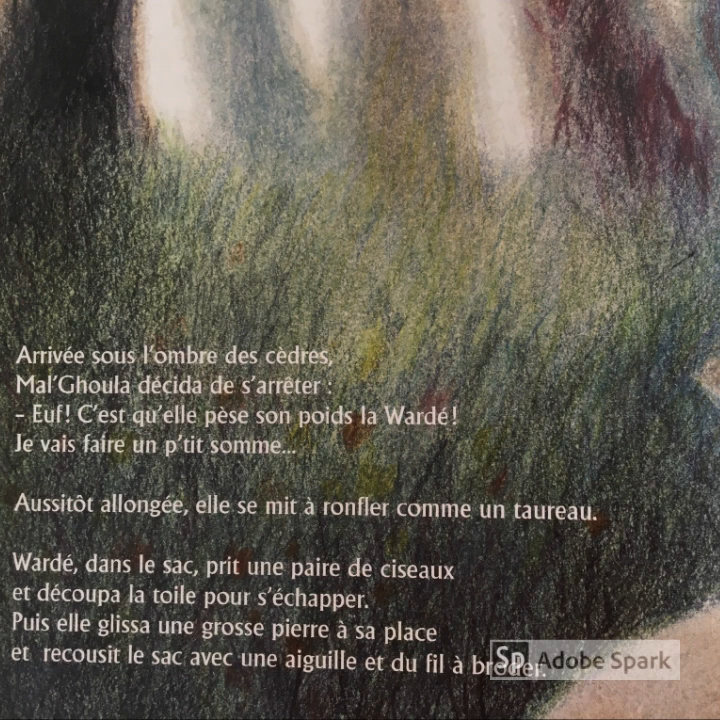 Arrivée sous l'ombre des cèdres,
Mal'Ghoula décida de s'arrêter :
- Euf! C'est qu'elle pèse son poids la Wardé!
Je vais faire un p'tit somme...
Aussitôt allongée, elle se mit à ronfler comme un taureau.
Wardé, dans le sac, prit une paire de ciseaux
et découpa la toile pour s'échapper.
Puis elle glissa une grosse pierre à sa place
et recousit le sac avec une aiguille et du fil à broder.
Sp Adobe Spark